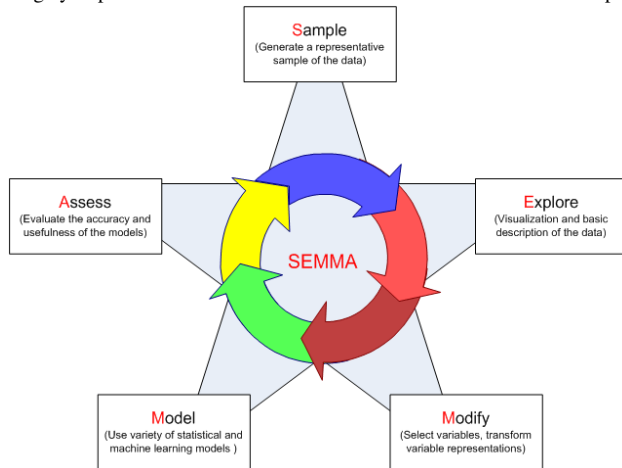 Sample
(Generate a representative
sample of the data)
Assess
(Evaluate the accuracy and
usefulness of the models)
Explore
(Visualization and basic
description of the data)
SEMMA
Model
(Use variety of statistical and
machine learning models )
Modify
(Select variables, transform
variable representations)